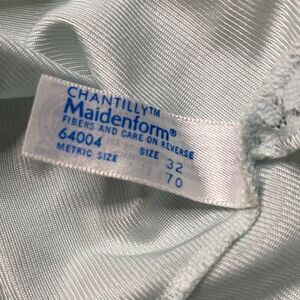 CHANTILLY™
Maidenform®
FIBERS AND CARE ON REVERSE
64004 SIZE 32
METRIC SIZE 70